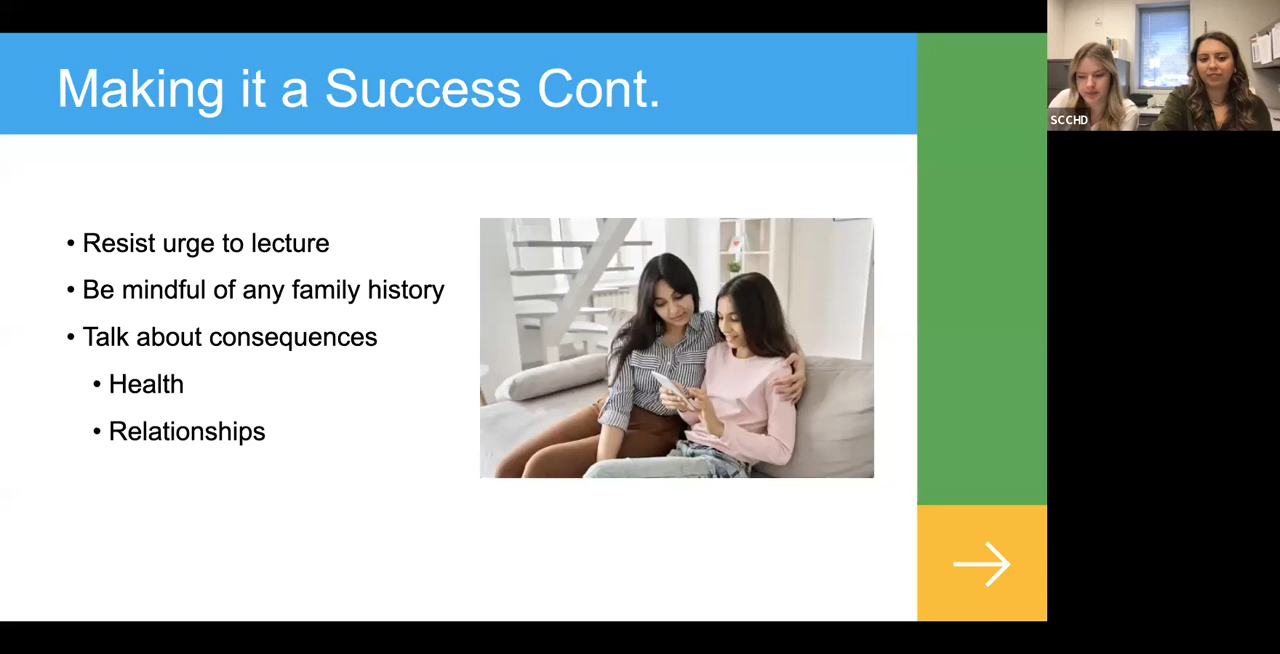 Making it a Success Cont.
• Resist urge to lecture
• Be mindful of any family history
• Talk about consequences
• Health
• Relationships
SCCHD